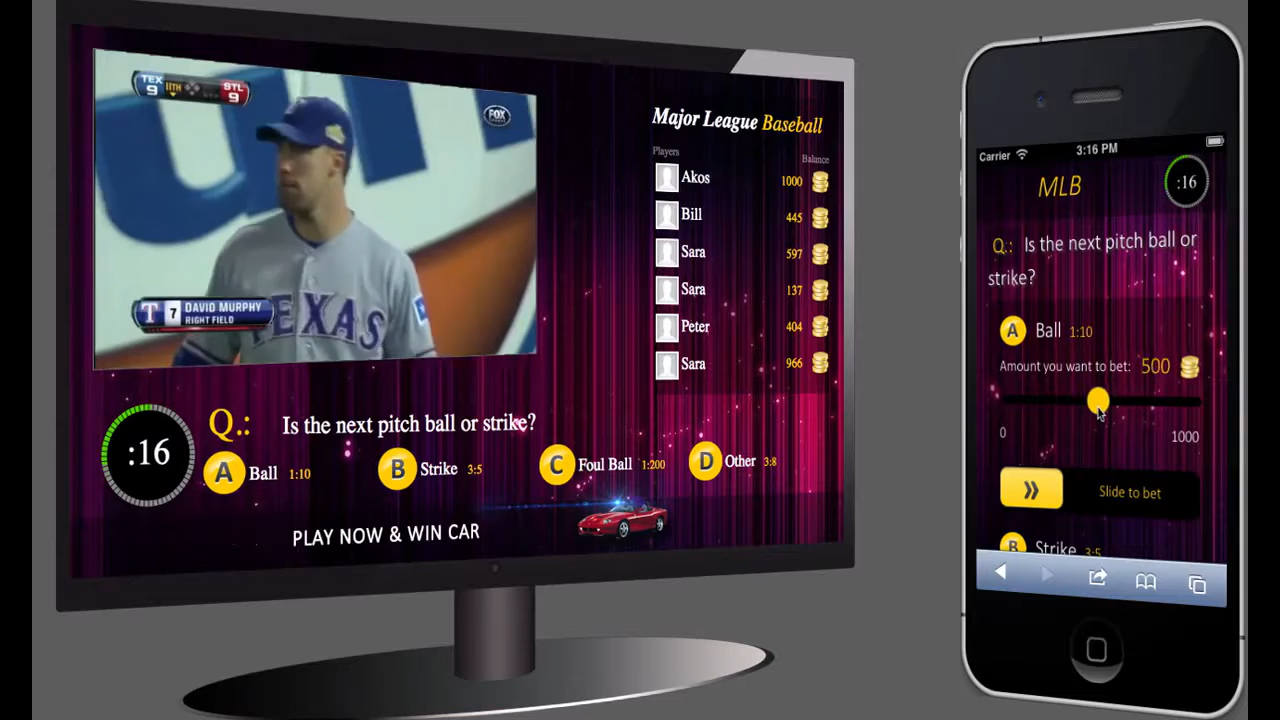 TEX
9
11TH
STL
9
FOX
DAVID MURPHY
7
RIGHT FIELD
TEXAS
Major League Baseball
Players
Balance
Akos 1000
Bill 445
Sara 597
Sara 137
Peter 404
Sara 966
:16
Q.: Is the next pitch ball or strike?
A Ball 1:10
B Strike 3:5
C Foul Ball 1:200
D Other 3:8
PLAY NOW & WIN CAR
Carrier
3:16 PM
MLB
:16
Q.: Is the next pitch ball or
strike?
A Ball 1:10
Amount you want to bet: 500
0
1000
Slide to bet
B Strike 3:5